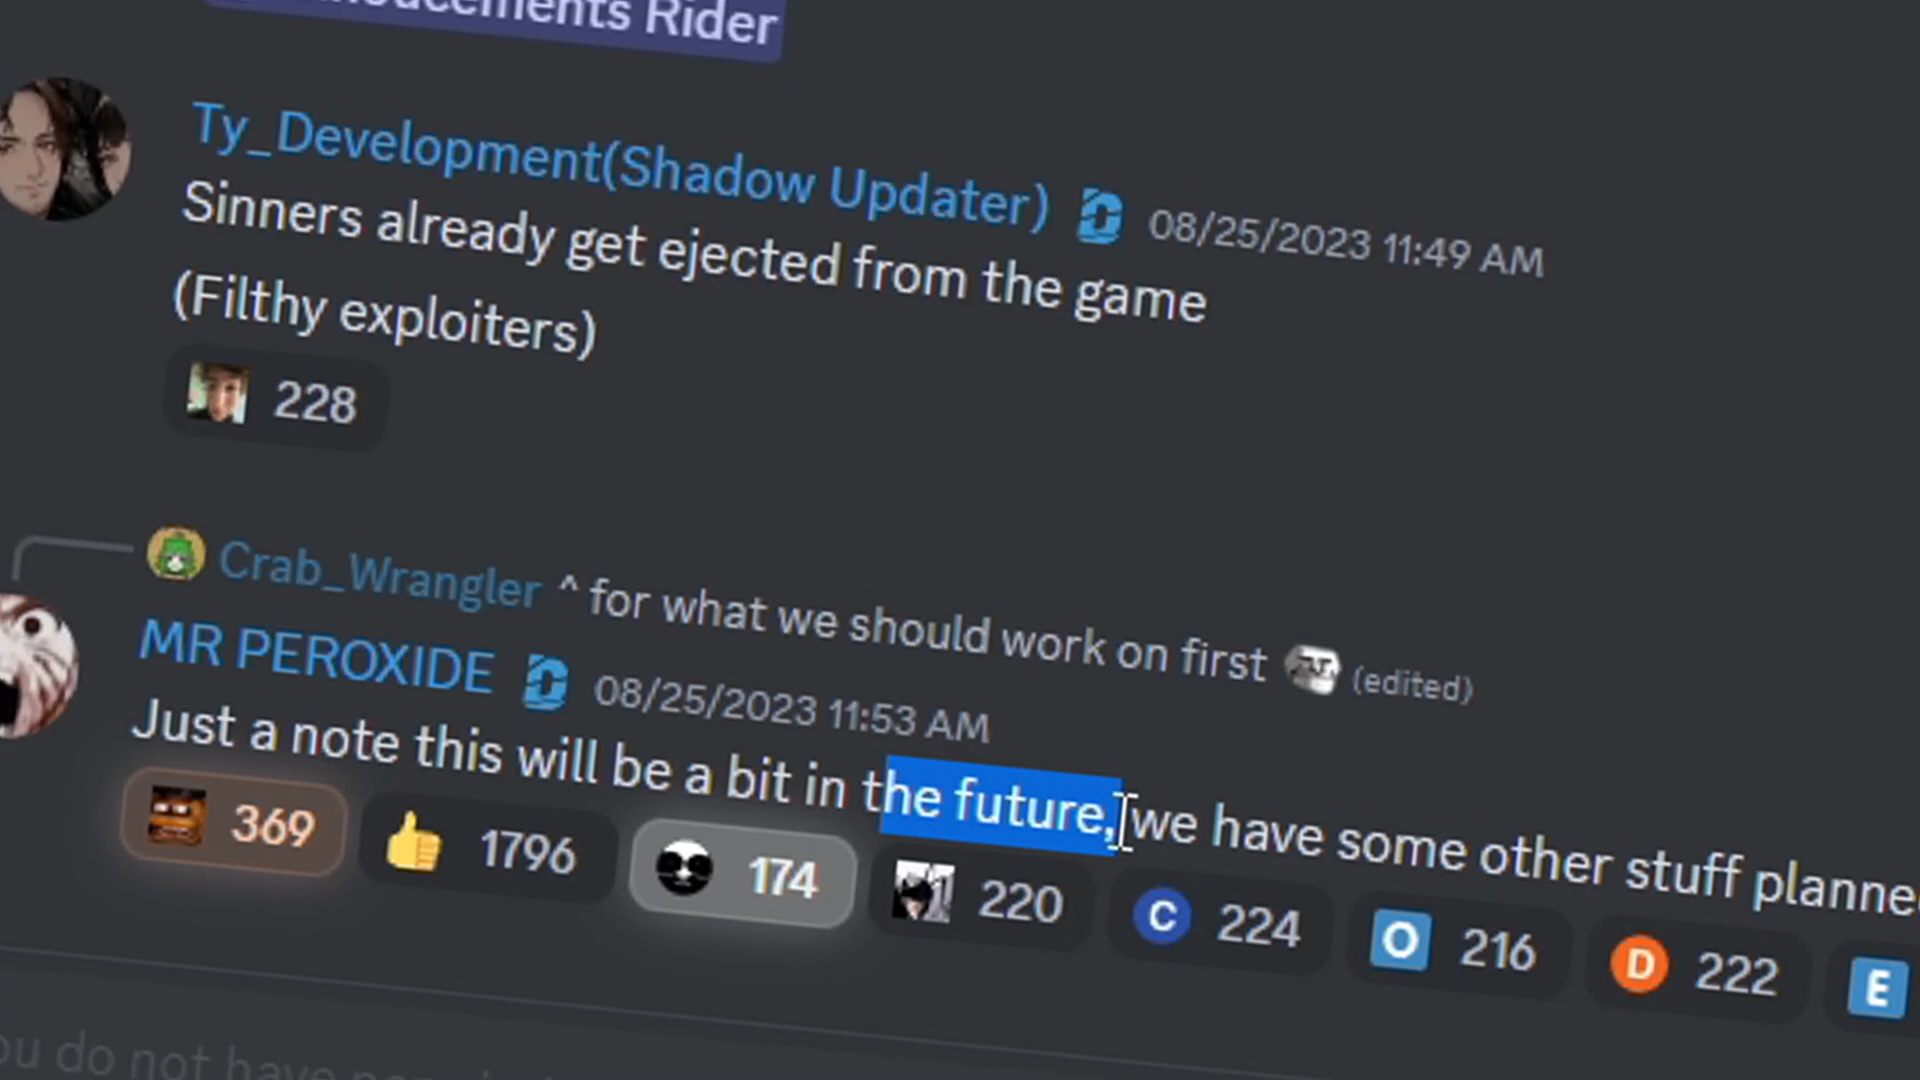 Rider
Ty_Development(Shadow Updater) 08/25/2023 11:49 AM
Sinners already get ejected from the game
(Filthy exploiters)
228
Crab_Wrangler ^ for what we should work on first (edited)
MR PEROXIDE 08/25/2023 11:53 AM
Just a note this will be a bit in the future, we have some other stuff planne
369 1796 174 220 C 224 O 216 D 222 E
ou do not have